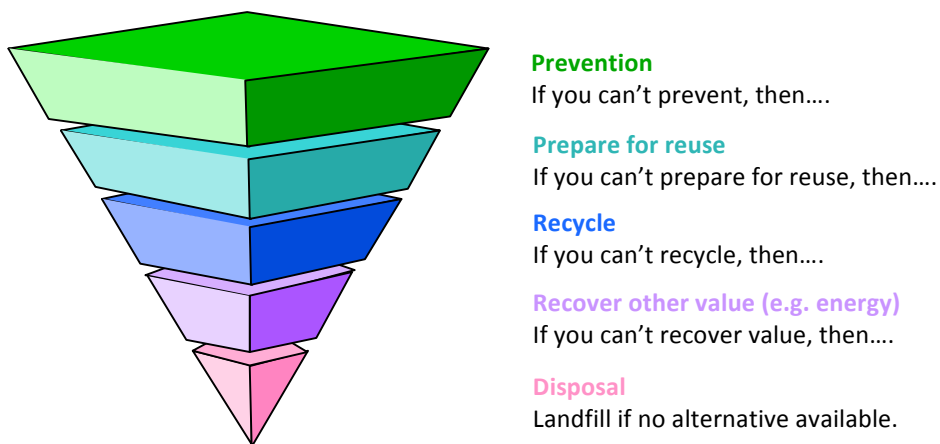 Prevention
If you can’t prevent, then....
Prepare for reuse
If you can’t prepare for reuse, then....
Recycle
If you can’t recycle, then....
Recover other value (e.g. energy)
If you can’t recover value, then....
Disposal
Landfill if no alternative available.